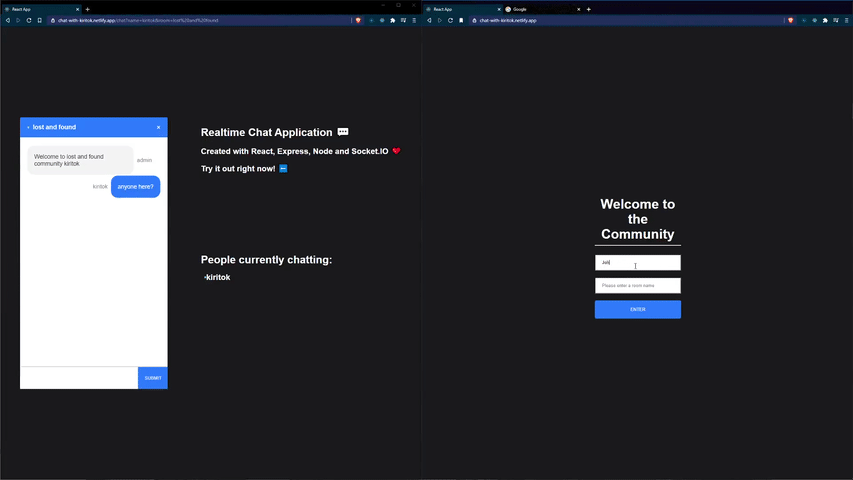 React App
chat-with-kiritok.netlify.app/chat?name=kiritok&room=lost%20and%20found
lost and found
Welcome to lost and found
community kiritok
admin
kiritok
anyone here?
SUBMIT
Realtime Chat Application
Created with React, Express, Node and Socket.IO
Try it out right now!
People currently chatting:
kiritok
React App
Google
chat-with-kiritok.netlify.app
Welcome to
the
Community
Please enter a room name
ENTER